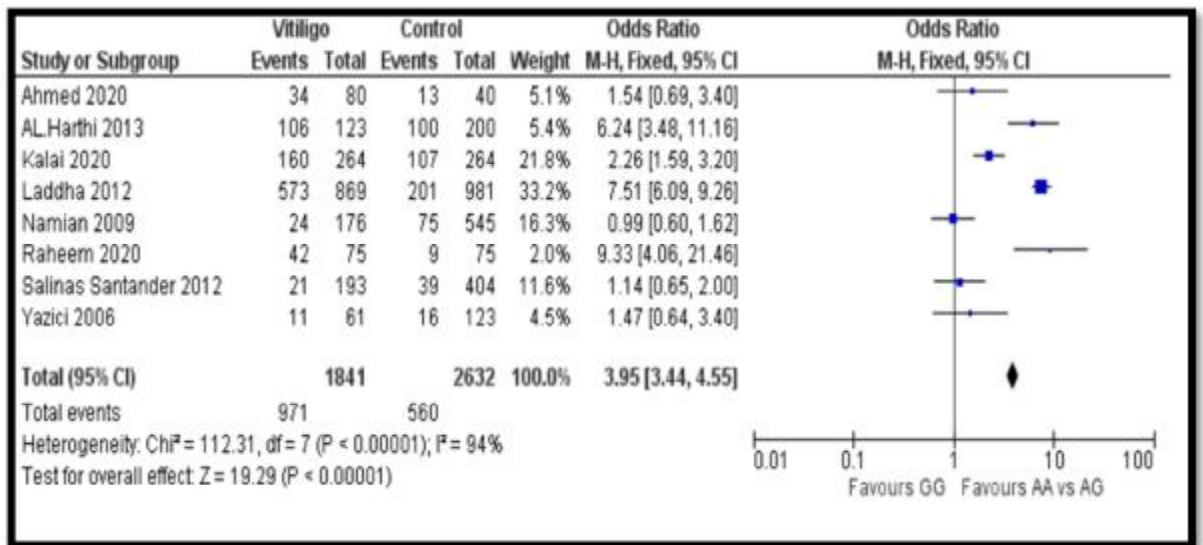 Vitiligo Control Odds Ratio Odds Ratio
Study or Subgroup Events Total Events Total Weight M-H, Fixed, 95% CI M-H, Fixed, 95% CI
Ahmed 2020 34 80 13 40 5.1% 1.54 [0.69, 3.40]
AL.Harthi 2013 106 123 100 200 5.4% 6.24 [3.48, 11.16]
Kalai 2020 160 264 107 264 21.8% 2.26 [1.59, 3.20]
Laddha 2012 573 869 201 981 33.2% 7.51 [6.09, 9.26]
Namian 2009 24 176 75 545 16.3% 0.99 [0.60, 1.62]
Raheem 2020 42 75 9 75 2.0% 9.33 [4.06, 21.46]
Salinas Santander 2012 21 193 39 404 11.6% 1.14 [0.65, 2.00]
Yazici 2006 11 61 16 123 4.5% 1.47 [0.64, 3.40]
Total (95% CI) 1841 2632 100.0% 3.95 [3.44, 4.55]
Total events 971 560
Heterogeneity: Chi² = 112.31, df = 7 (P < 0.00001); I² = 94%
Test for overall effect: Z = 19.29 (P < 0.00001)
0.01 0.1 1 10 100
Favours GG Favours AA vs AG